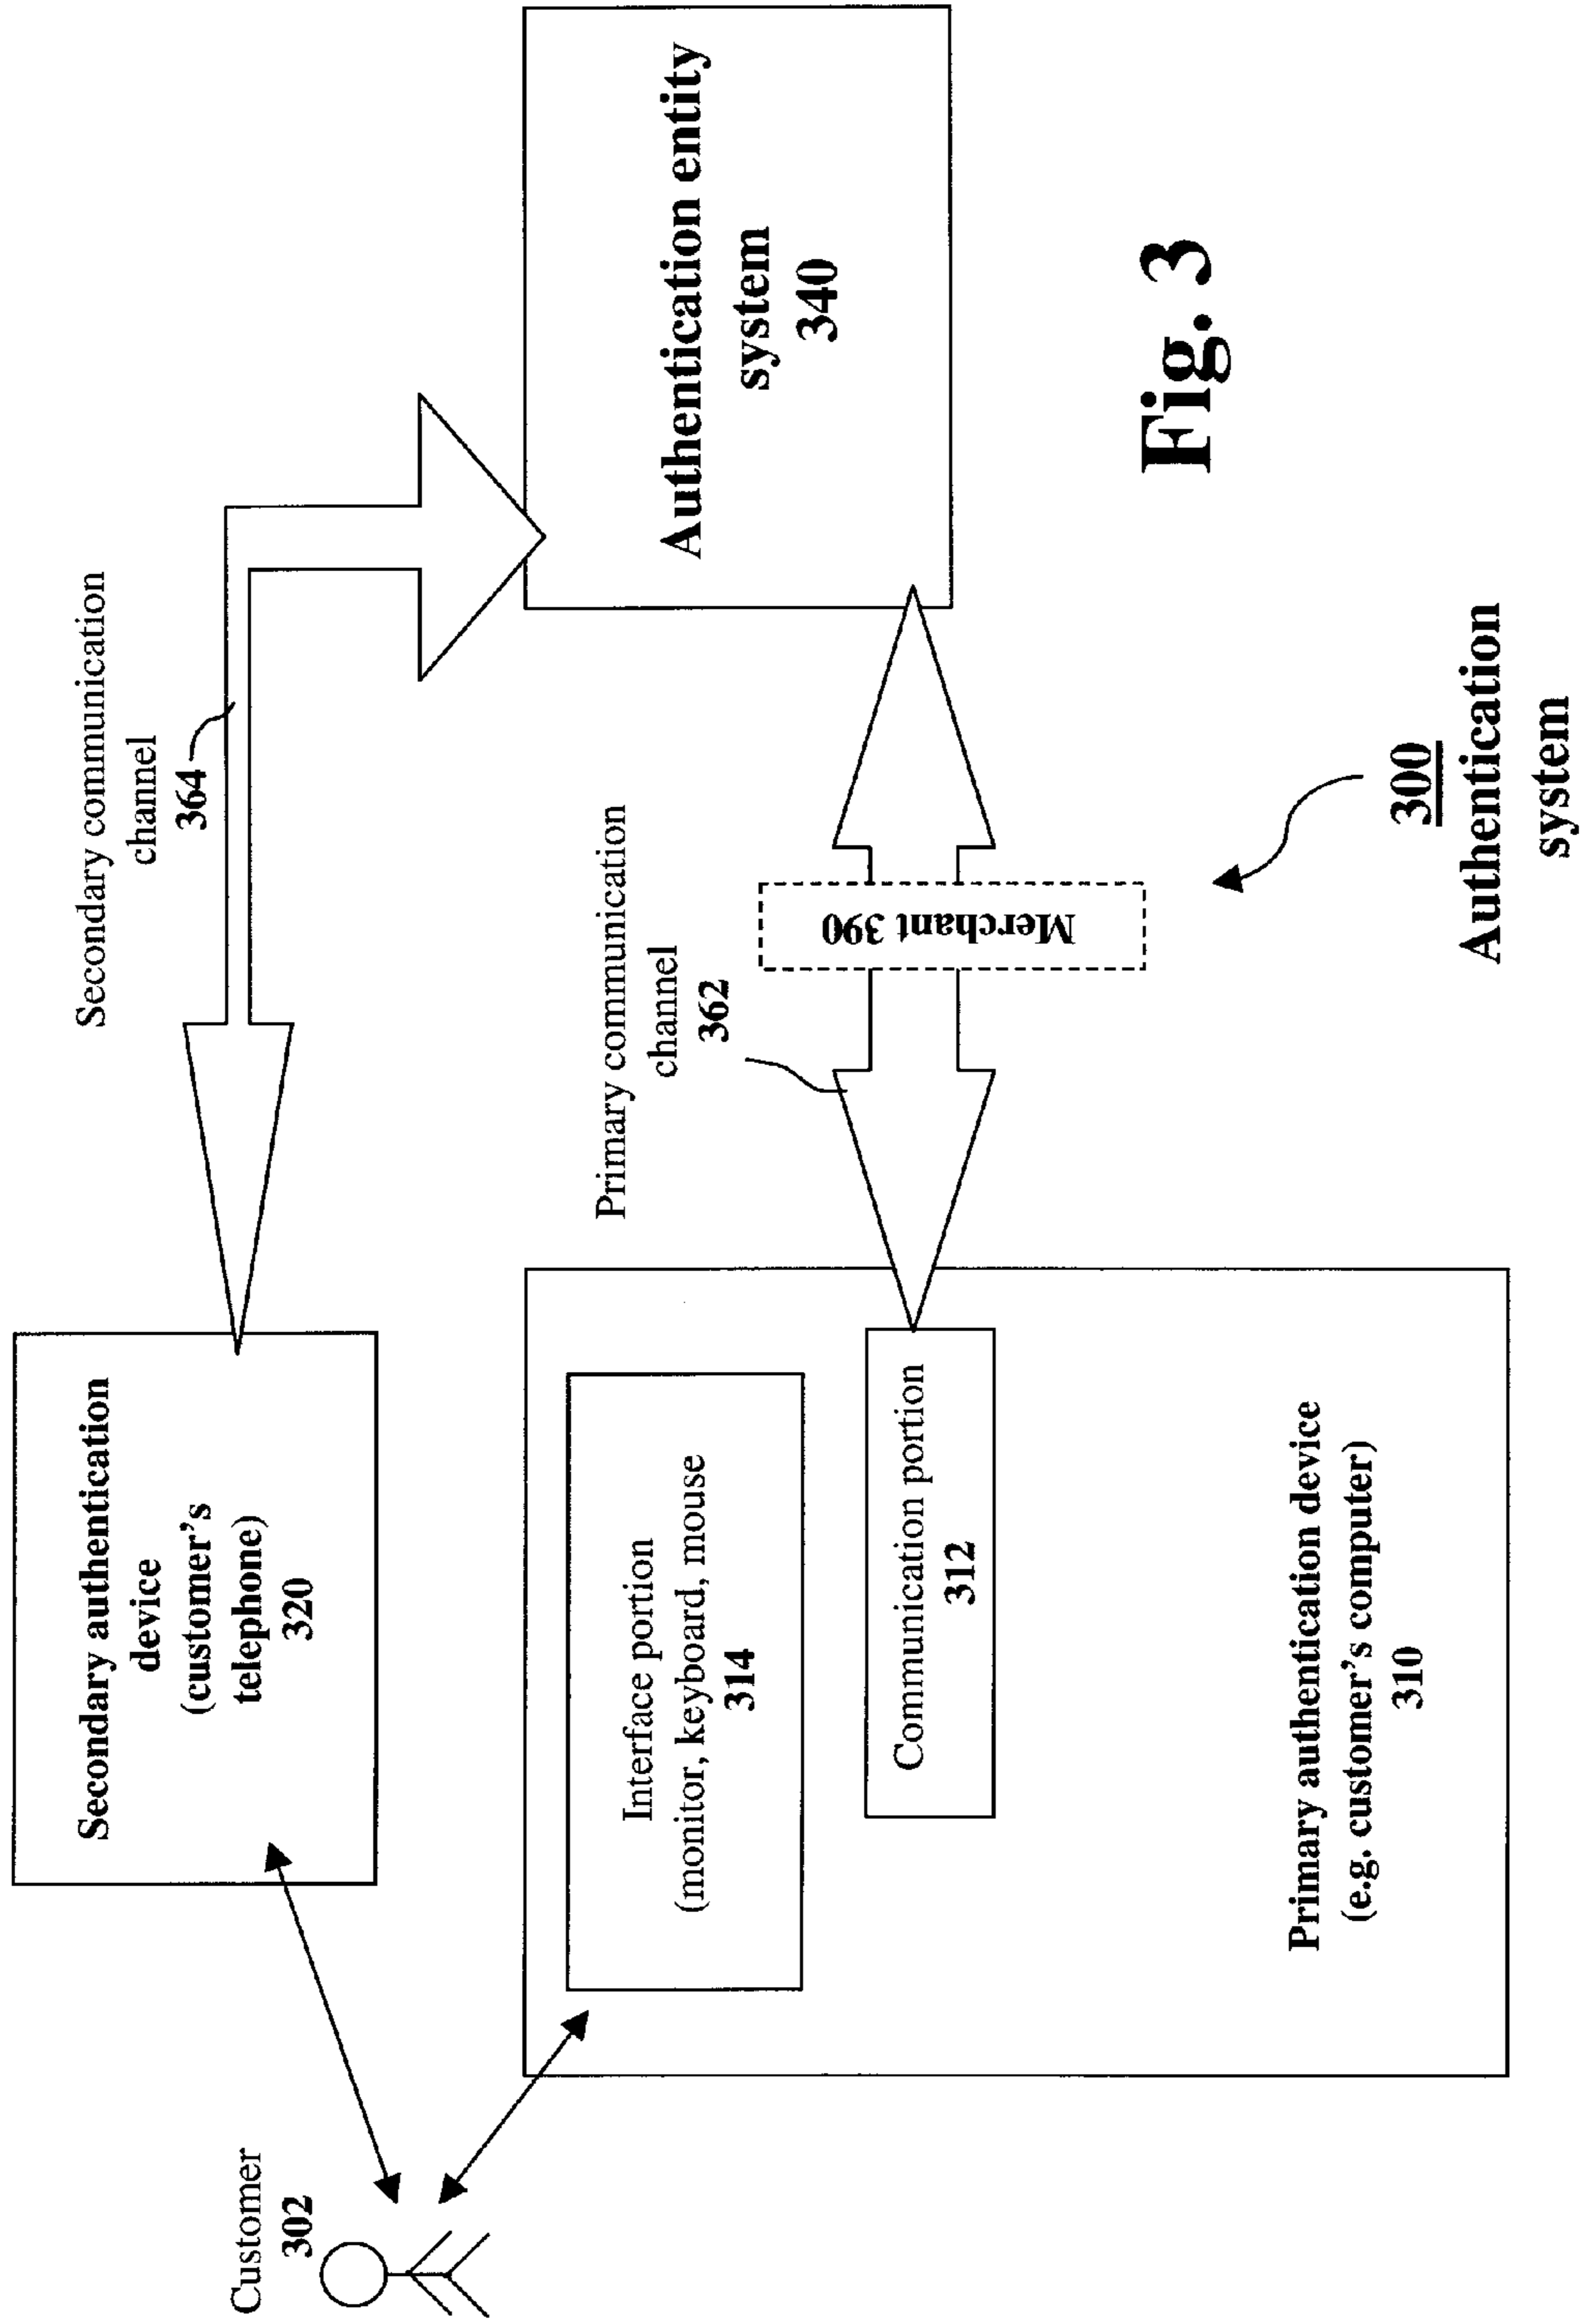 Customer
302
Secondary authentication
device
(customer's
telephone)
320
Secondary communication
channel
364
Interface portion
(monitor, keyboard, mouse
314
Communication portion
312
Primary authentication device
(e.g. customer's computer)
310
Primary communication
channel
362
Merchant 390
Authentication entity
system
340
300
Authentication
system
Fig. 3